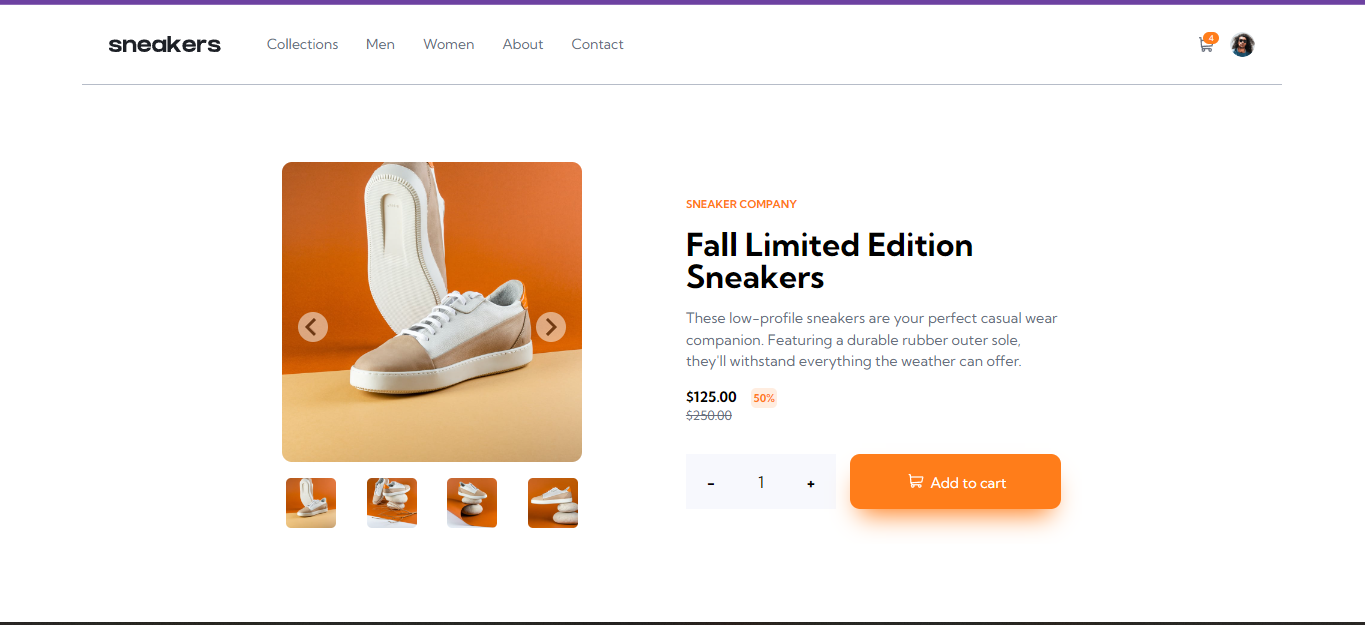 sneakers
Collections Men Women About Contact
4
SNEAKER COMPANY
Fall Limited Edition
Sneakers
These low-profile sneakers are your perfect casual wear
companion. Featuring a durable rubber outer sole,
they'll withstand everything the weather can offer.
$125.00 50%
$250.00
- 1 +
Add to cart